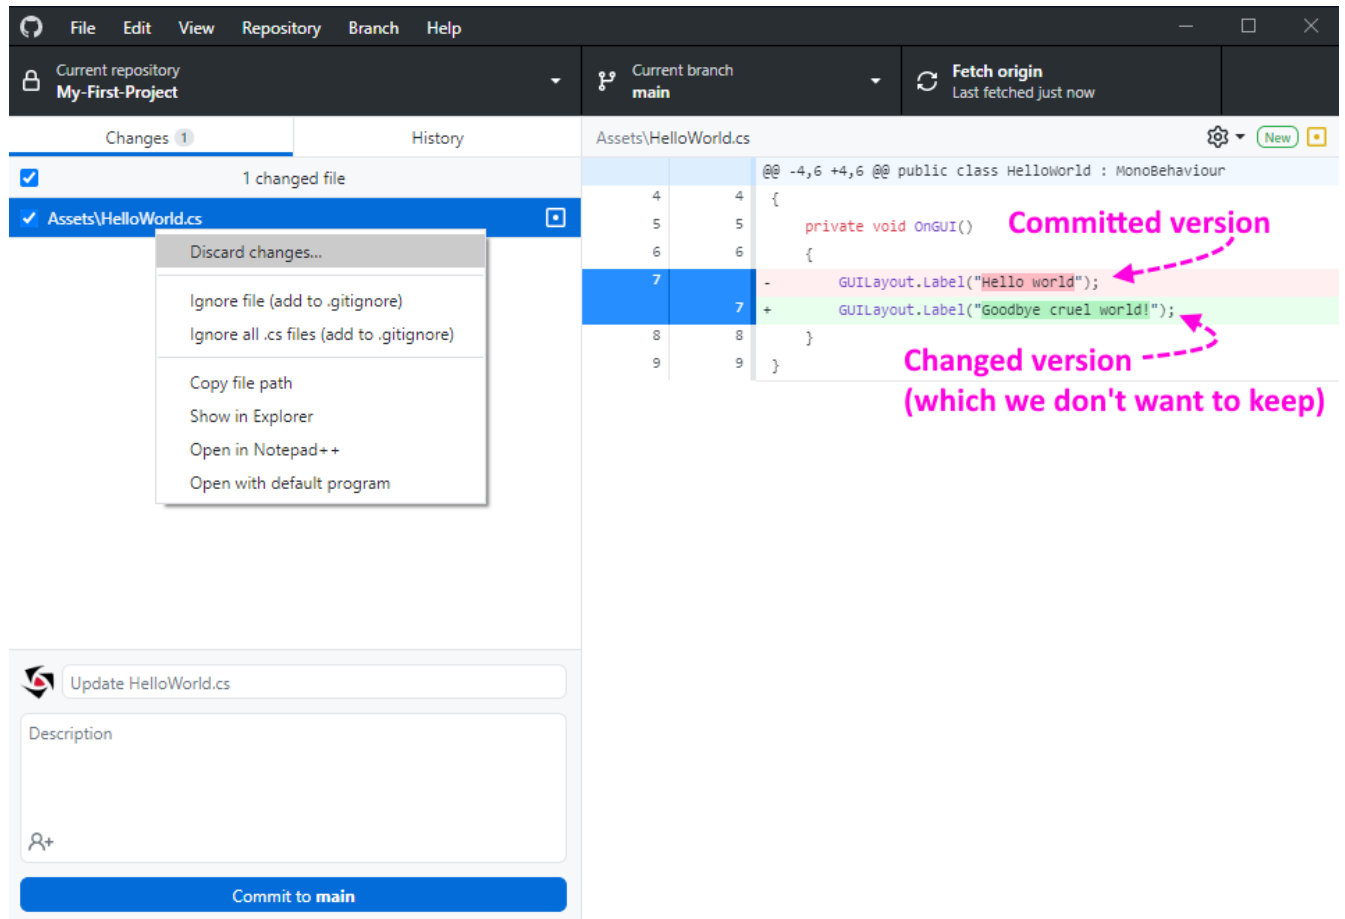 File Edit View Repository Branch Help
Current repository
My-First-Project
Current branch
main
Fetch origin
Last fetched just now
Changes 1
History
Assets\HelloWorld.cs
New
1 changed file
Assets\HelloWorld.cs
Discard changes...
Ignore file (add to .gitignore)
Ignore all .cs files (add to .gitignore)
Copy file path
Show in Explorer
Open in Notepad++
Open with default program
@@ -4,6 +4,6 @@ public class HelloWorld : MonoBehaviour
4 4 {
5 5 private void OnGUI()
6 6 {
7 - GUILayout.Label("Hello world");
7 + GUILayout.Label("Goodbye cruel world!");
8 8 }
9 9 }
Committed version
Changed version
(which we don't want to keep)
Update HelloWorld.cs
Description
Commit to main